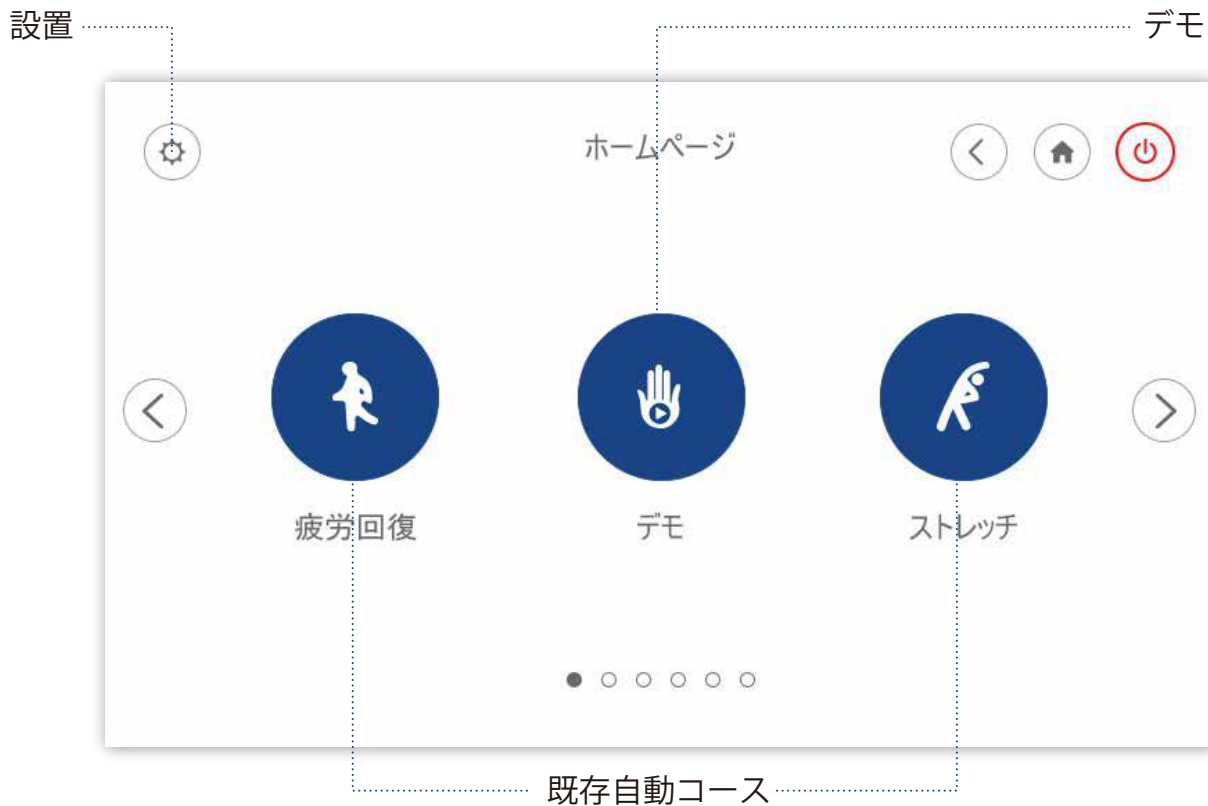 設置
デモ
ホームページ
疲労回復
デモ
ストレッチ
既存自動コース